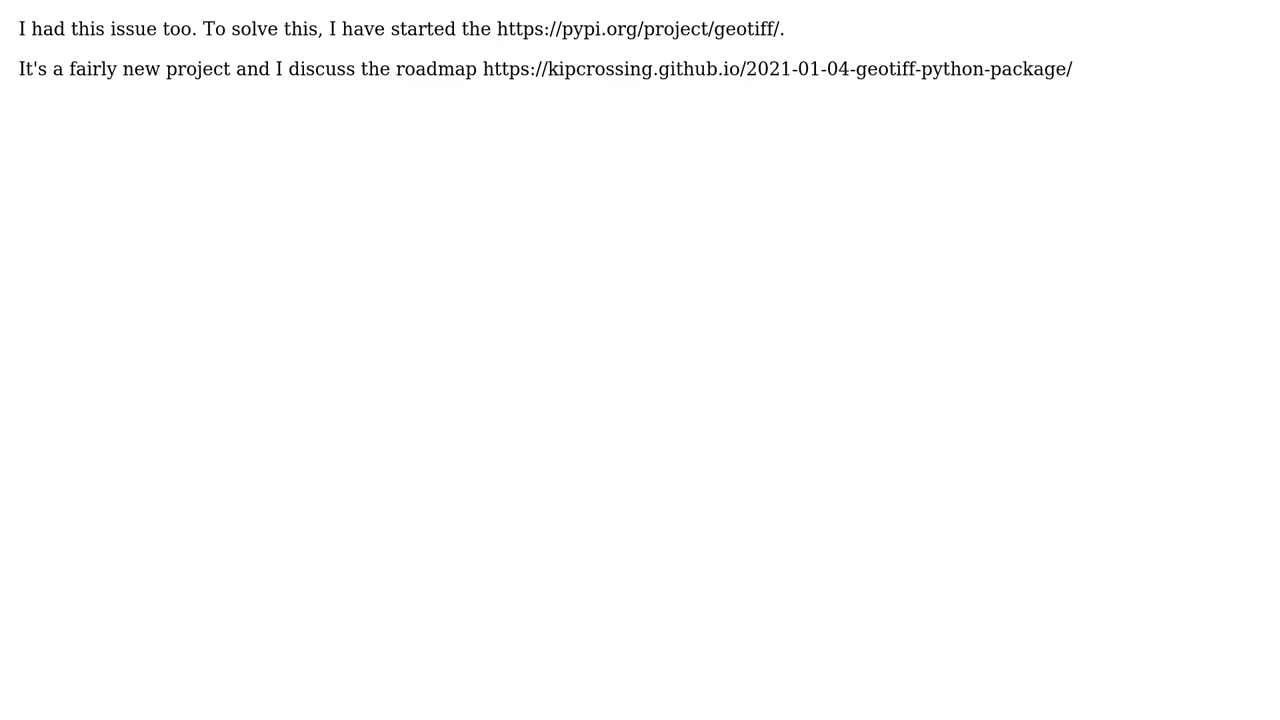 I had this issue too. To solve this, I have started the https://pypi.org/project/geotiff/.
It's a fairly new project and I discuss the roadmap https://kipcrossing.github.io/2021-01-04-geotiff-python-package/